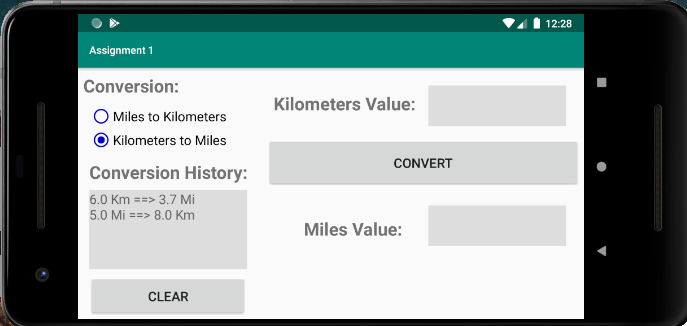 12:28
Assignment 1
Conversion:
Miles to Kilometers
Kilometers to Miles
Conversion History:
6.0 Km ==> 3.7 Mi
5.0 Mi ==> 8.0 Km
CLEAR
Kilometers Value:
CONVERT
Miles Value: